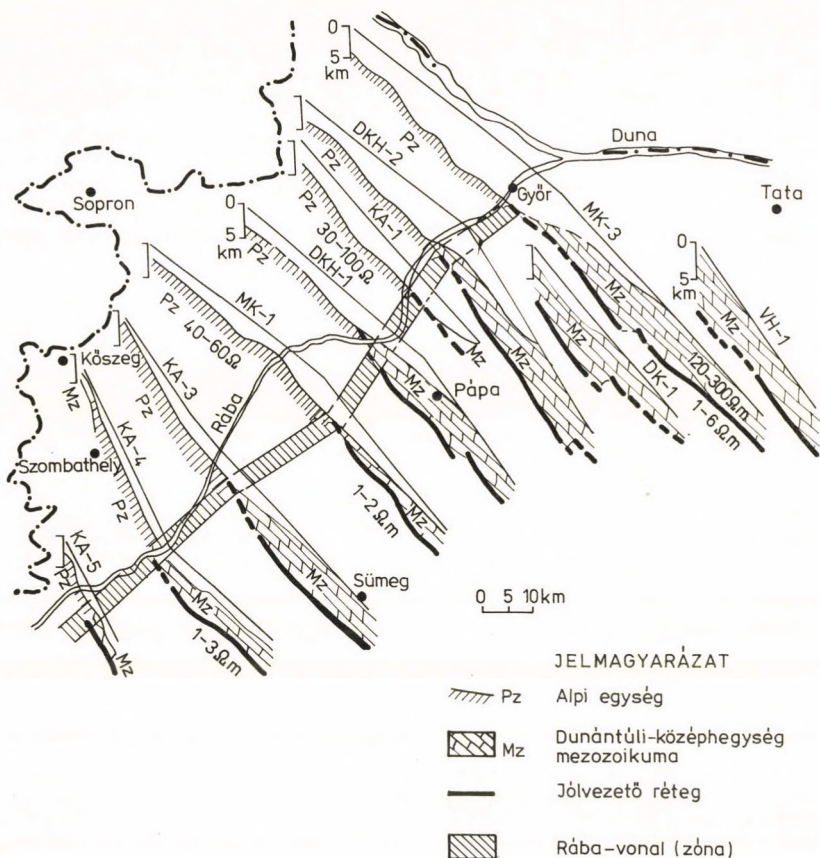 0
5
km
DKH-2
Pz
Duna
Győr
Tata
Sopron
0
5
km
Pz
Pz
KA-1
30-100Ω
DKH-1
Pz
MK-3
0
5
km
VH-1
Mz
Mz
Mz
Mz
Mz
DK-1
120-300Ωm
1-6Ωm
MK-1
Pz
40-60Ω
Mz
Pápa
Kőszeg
Mz
KA-3
Pz
Rába
KA-4
Szombathely
Pz
1-2Ωm
Mz
KA-5
Pz
Mz
Sümeg
Mz
1-3Ωm
Mz
0 5 10km
JELMAGYARÁZAT
Pz Alpi egység
Mz Dunántúli-középhegység
mezozoikuma
Jólvezető réteg
Rába-vonal (zóna)